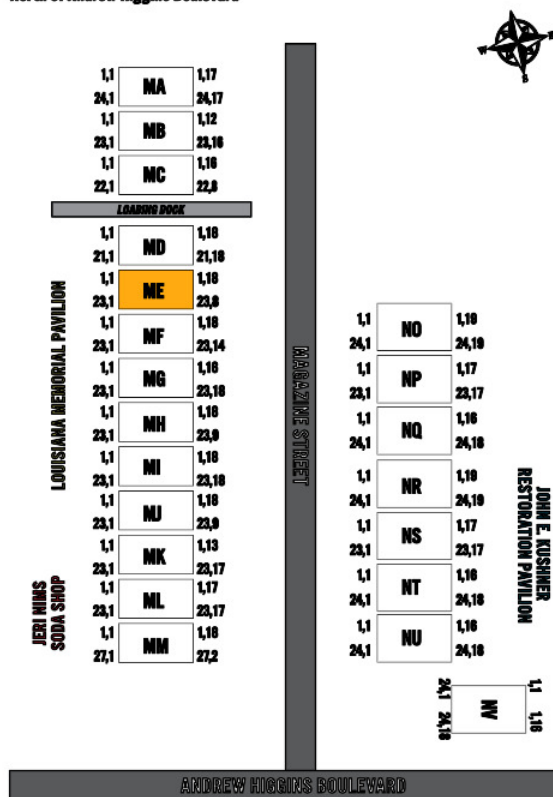 1,1 MA 1,17
24,1 24,17
1,1 MB 1,12
23,1 23,16
1,1 MC 1,16
22,1 22,8
LOADING DOCK
1,1 MD 1,18
21,1 21,18
1,1 ME 1,18
23,1 23,8
1,1 MF 1,18
23,1 23,14
1,1 MG 1,16
23,1 23,18
1,1 MH 1,18
23,1 23,9
1,1 MI 1,18
23,1 23,18
1,1 MJ 1,18
23,1 23,9
1,1 MK 1,13
23,1 23,17
1,1 ML 1,17
23,1 23,17
1,1 MM 1,18
27,1 27,2
LOUISIANA MEMORIAL PAVILION
JERI NIMS
SODA SHOP
MAGAZINE STREET
N
E
S
W
1,1 NO 1,19
24,1 24,19
1,1 NP 1,17
23,1 23,17
1,1 NQ 1,16
24,1 24,18
1,1 NR 1,19
24,1 24,19
1,1 NS 1,17
23,1 23,17
1,1 NT 1,16
24,1 24,18
1,1 NU 1,16
24,1 24,18
JOHN E. KUSHNER
RESTORATION PAVILION
1,1 NV 1,16
24,1 24,18
ANDREW HIGGINS BOULEVARD